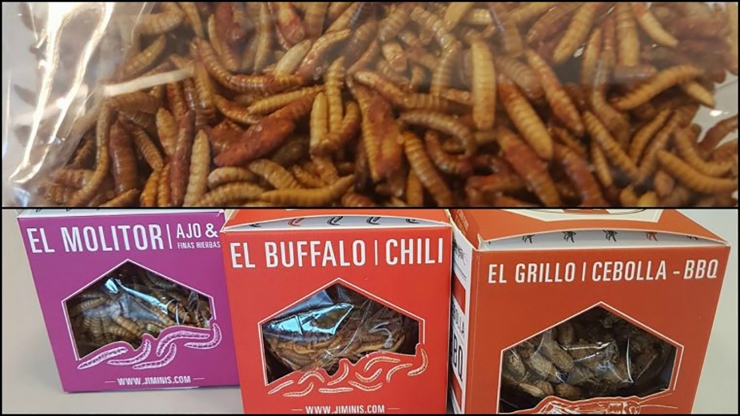 EL MOLITOR | AJO &
FINAS HIERBAS
WWW.JIMINIS.COM
EL BUFFALO | CHILI
WWW.JIMINIS.COM
EL GRILLO | CEBOLLA - BBQ